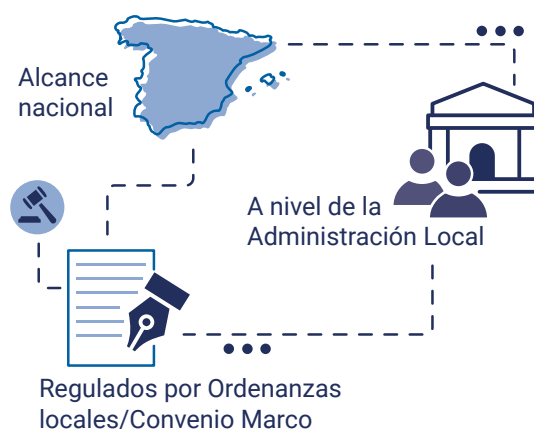 Alcance
nacional
A nivel de la
Administración Local
Regulados por Ordenanzas
locales/Convenio Marco